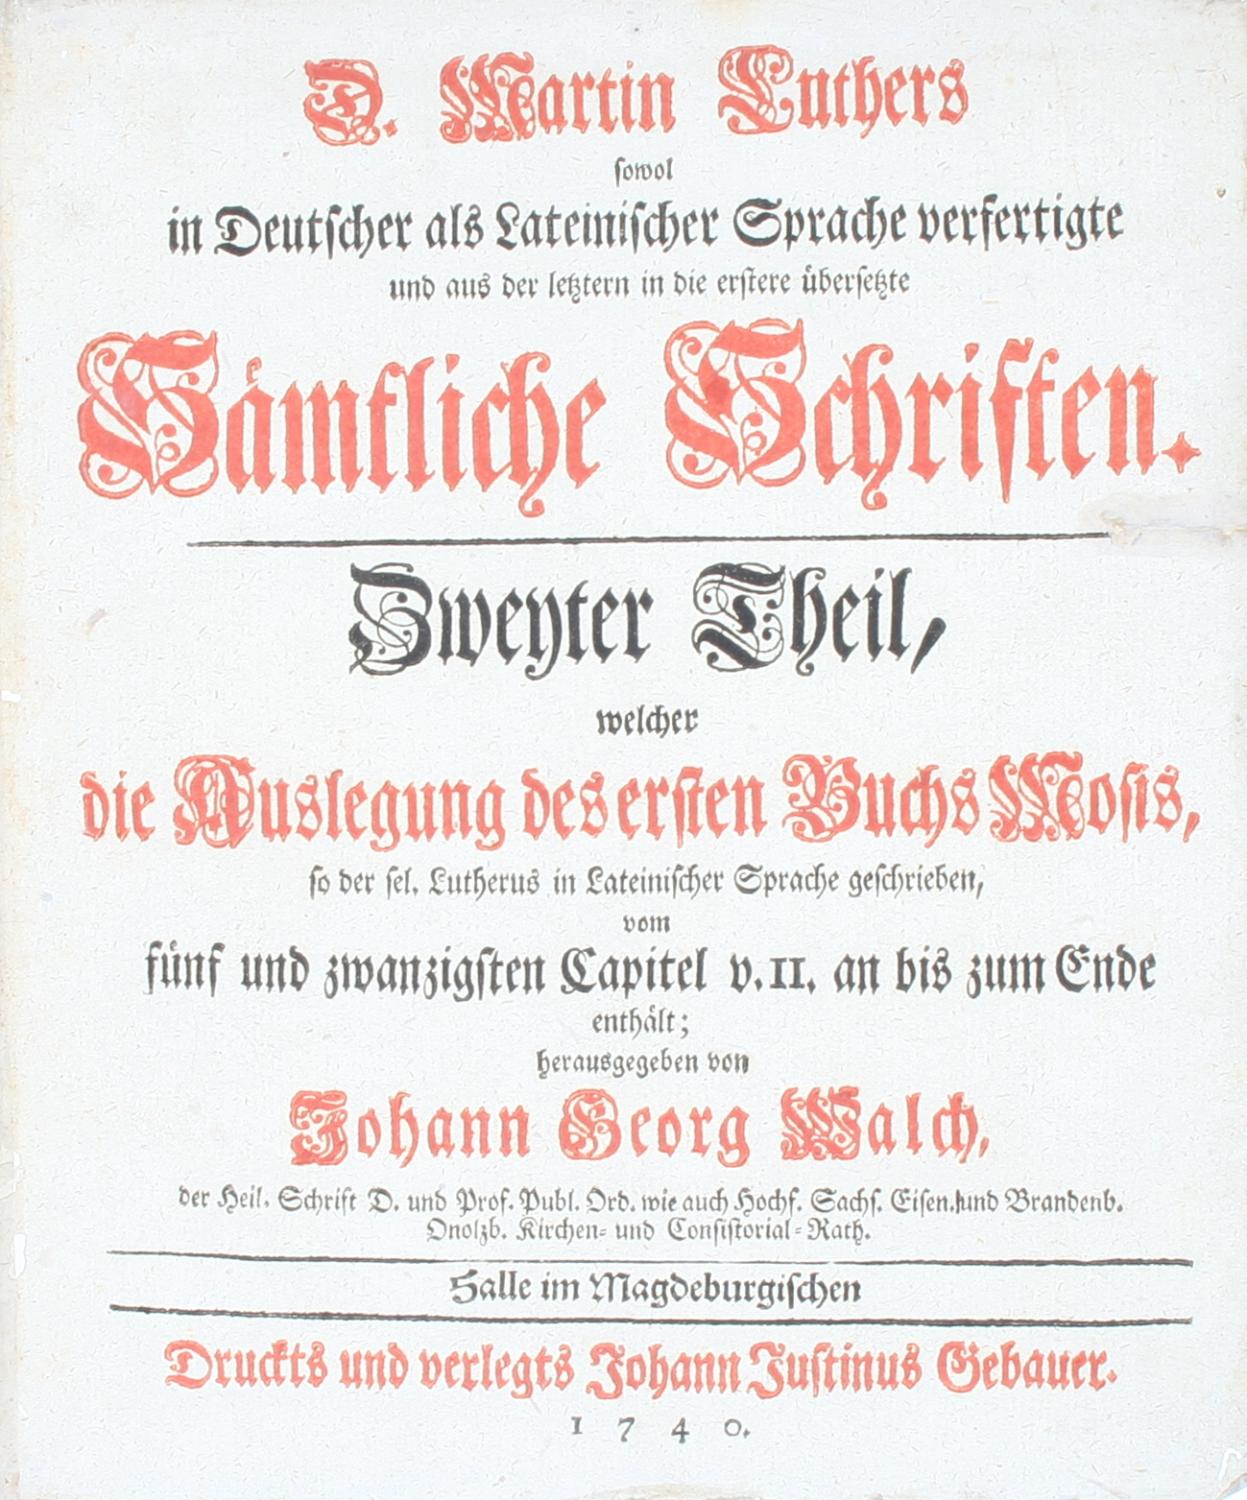 D. Martin Luthers
sowol
in Deutscher als Lateinischer Sprache verfertigte
und aus der letztern in die erstere übersetzte
Sämtliche Schriften.
Zweyter Theil,
welcher
die Auslegung des ersten Buchs Mosis,
so der sel. Lutherus in Lateinischer Sprache geschrieben,
vom
fünf und zwanzigsten Capitel v. 11. an bis zum Ende
enthält;
herausgegeben von
Johann Georg Walch,
der Heil. Schrift D. und Prof. Publ. Ord. wie auch Hochf. Sachs. Eisen. und Brandenb.
Onolzb. Kirchen- und Consistorial-Rath.
Halle im Magdeburgischen
Druckts und verlegts Johann Justinus Gebauer.
1740.